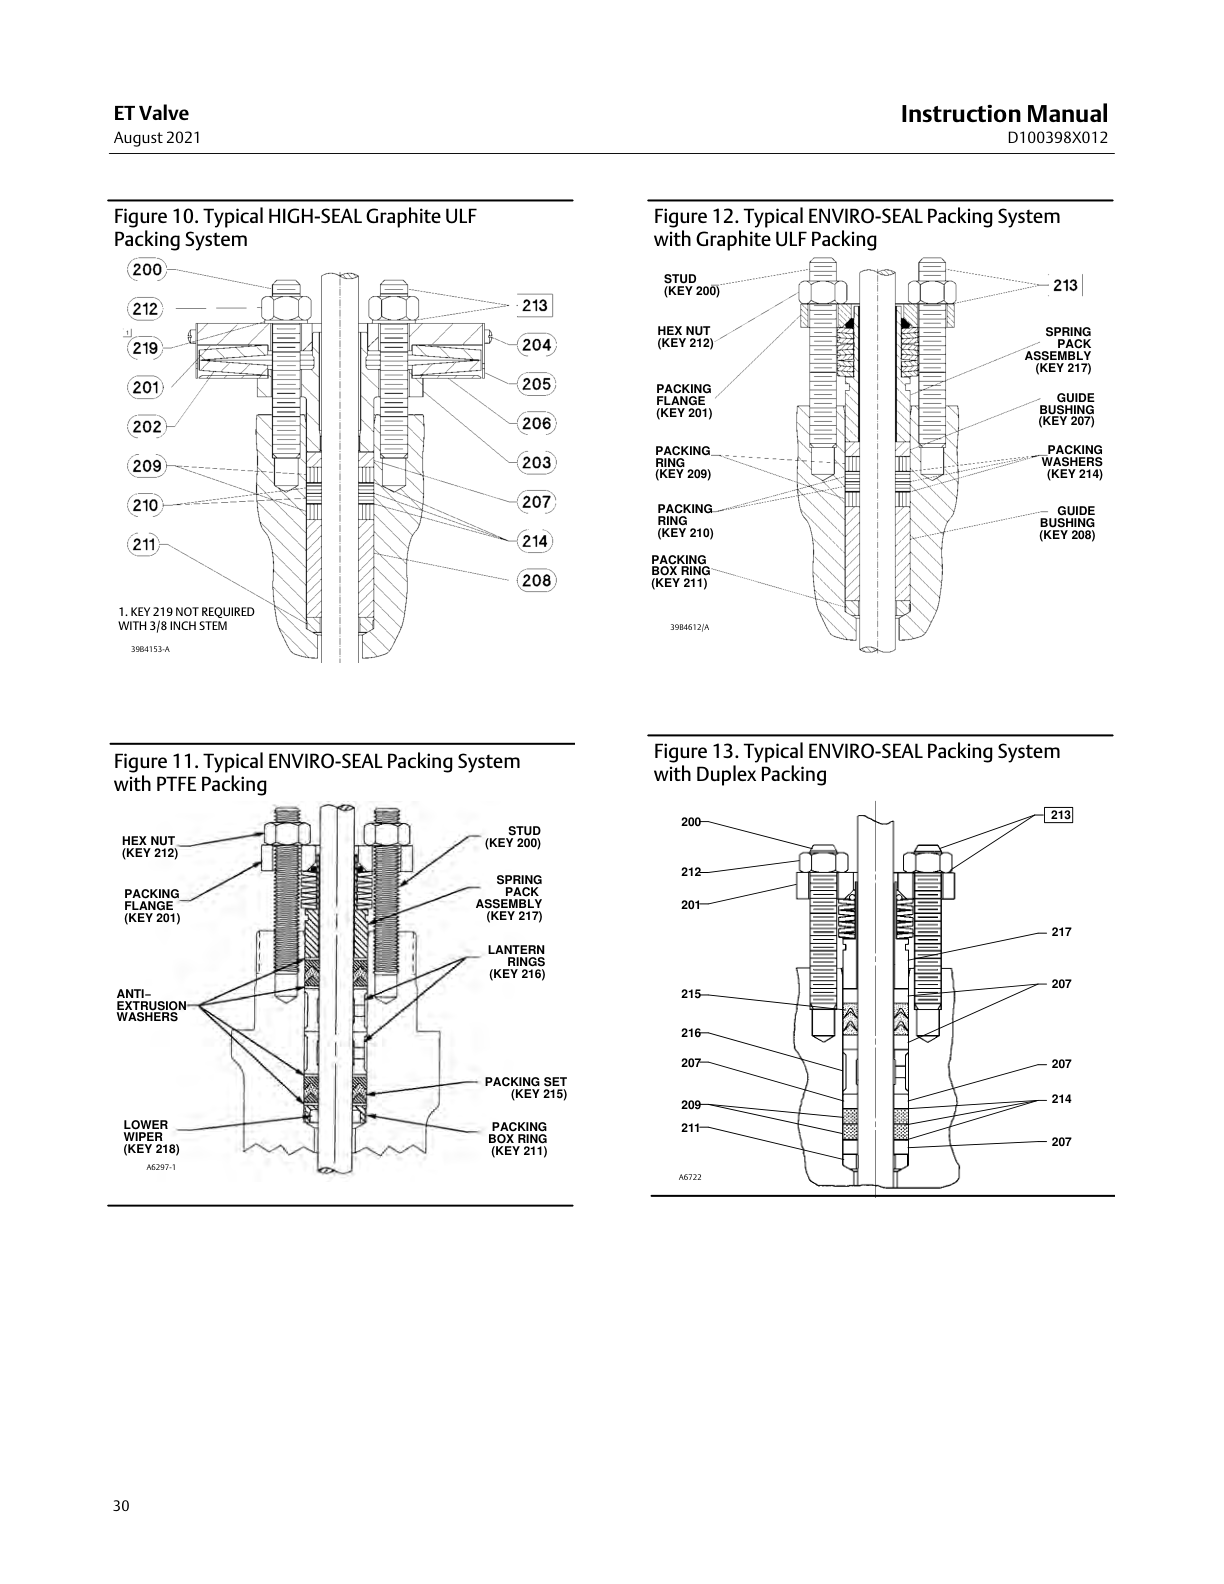 ET Valve
August 2021
Instruction Manual
D100398X012
Figure 10. Typical HIGH-SEAL Graphite ULF
Packing System
200
212
1
219
201
202
209
210
211
213
204
205
206
203
207
214
208
1. KEY 219 NOT REQUIRED
WITH 3/8 INCH STEM
39B4153-A
Figure 12. Typical ENVIRO-SEAL Packing System
with Graphite ULF Packing
STUD
(KEY 200)
HEX NUT
(KEY 212)
PACKING
FLANGE
(KEY 201)
PACKING
RING
(KEY 209)
PACKING
RING
(KEY 210)
PACKING
BOX RING
(KEY 211)
213
SPRING
PACK
ASSEMBLY
(KEY 217)
GUIDE
BUSHING
(KEY 207)
PACKING
WASHERS
(KEY 214)
GUIDE
BUSHING
(KEY 208)
39B4612/A
Figure 11. Typical ENVIRO-SEAL Packing System
with PTFE Packing
HEX NUT
(KEY 212)
PACKING
FLANGE
(KEY 201)
ANTI–
EXTRUSION
WASHERS
LOWER
WIPER
(KEY 218)
STUD
(KEY 200)
SPRING
PACK
ASSEMBLY
(KEY 217)
LANTERN
RINGS
(KEY 216)
PACKING SET
(KEY 215)
PACKING
BOX RING
(KEY 211)
A6297-1
Figure 13. Typical ENVIRO-SEAL Packing System
with Duplex Packing
200
212
201
215
216
207
209
211
213
217
207
207
214
207
A6722
30